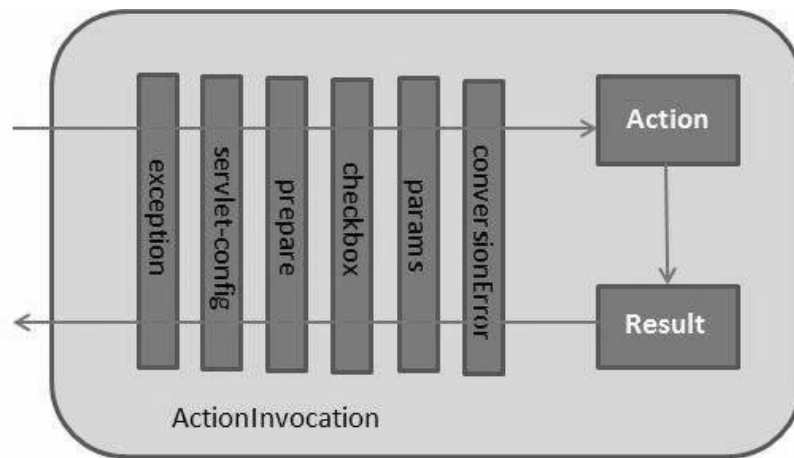 exception
servlet-config
prepare
checkbox
params
conversionError
Action
Result
ActionInvocation